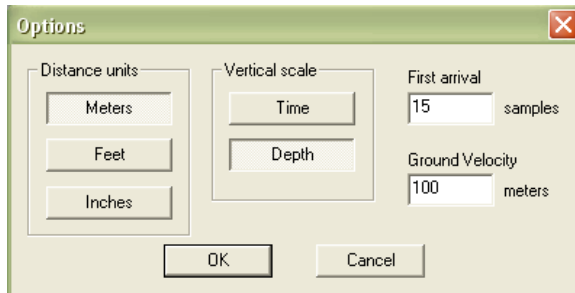 Options
Distance units
Meters
Feet
Inches
Vertical scale
Time
Depth
First arrival
15 samples
Ground Velocity
100 meters
OK
Cancel